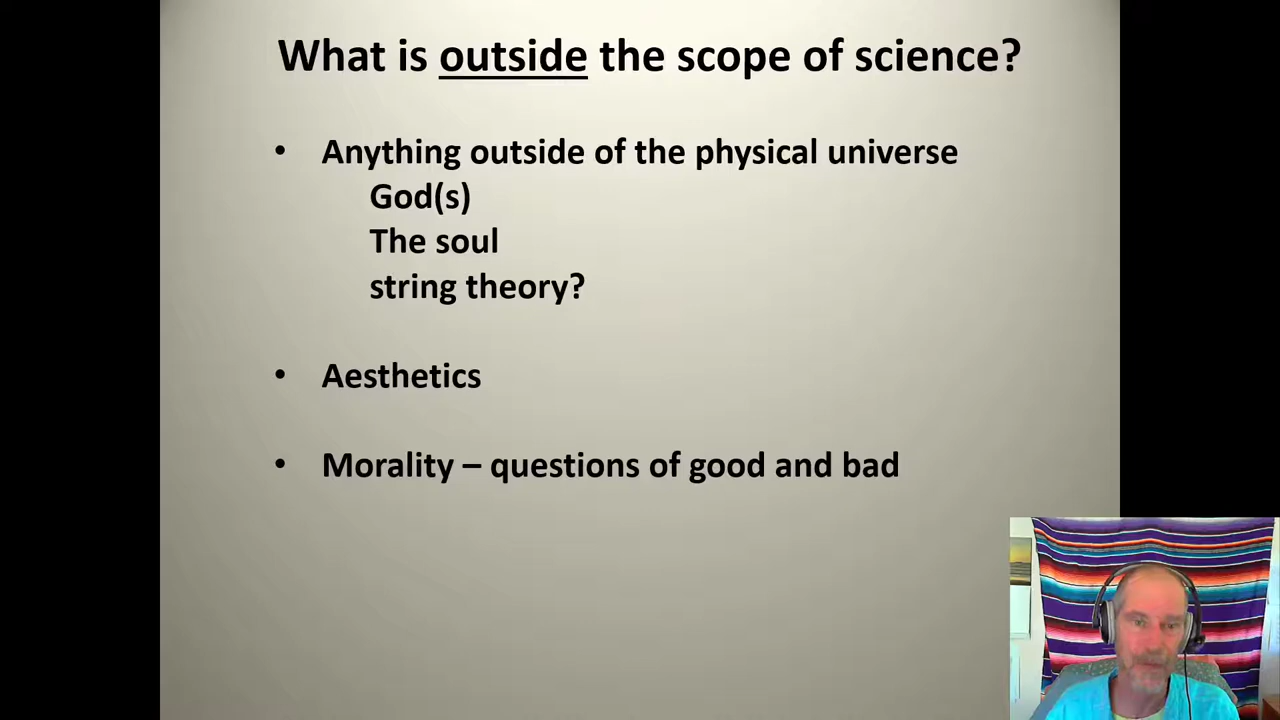 What is outside the scope of science?
• Anything outside of the physical universe
God(s)
The soul
string theory?
• Aesthetics
• Morality – questions of good and bad